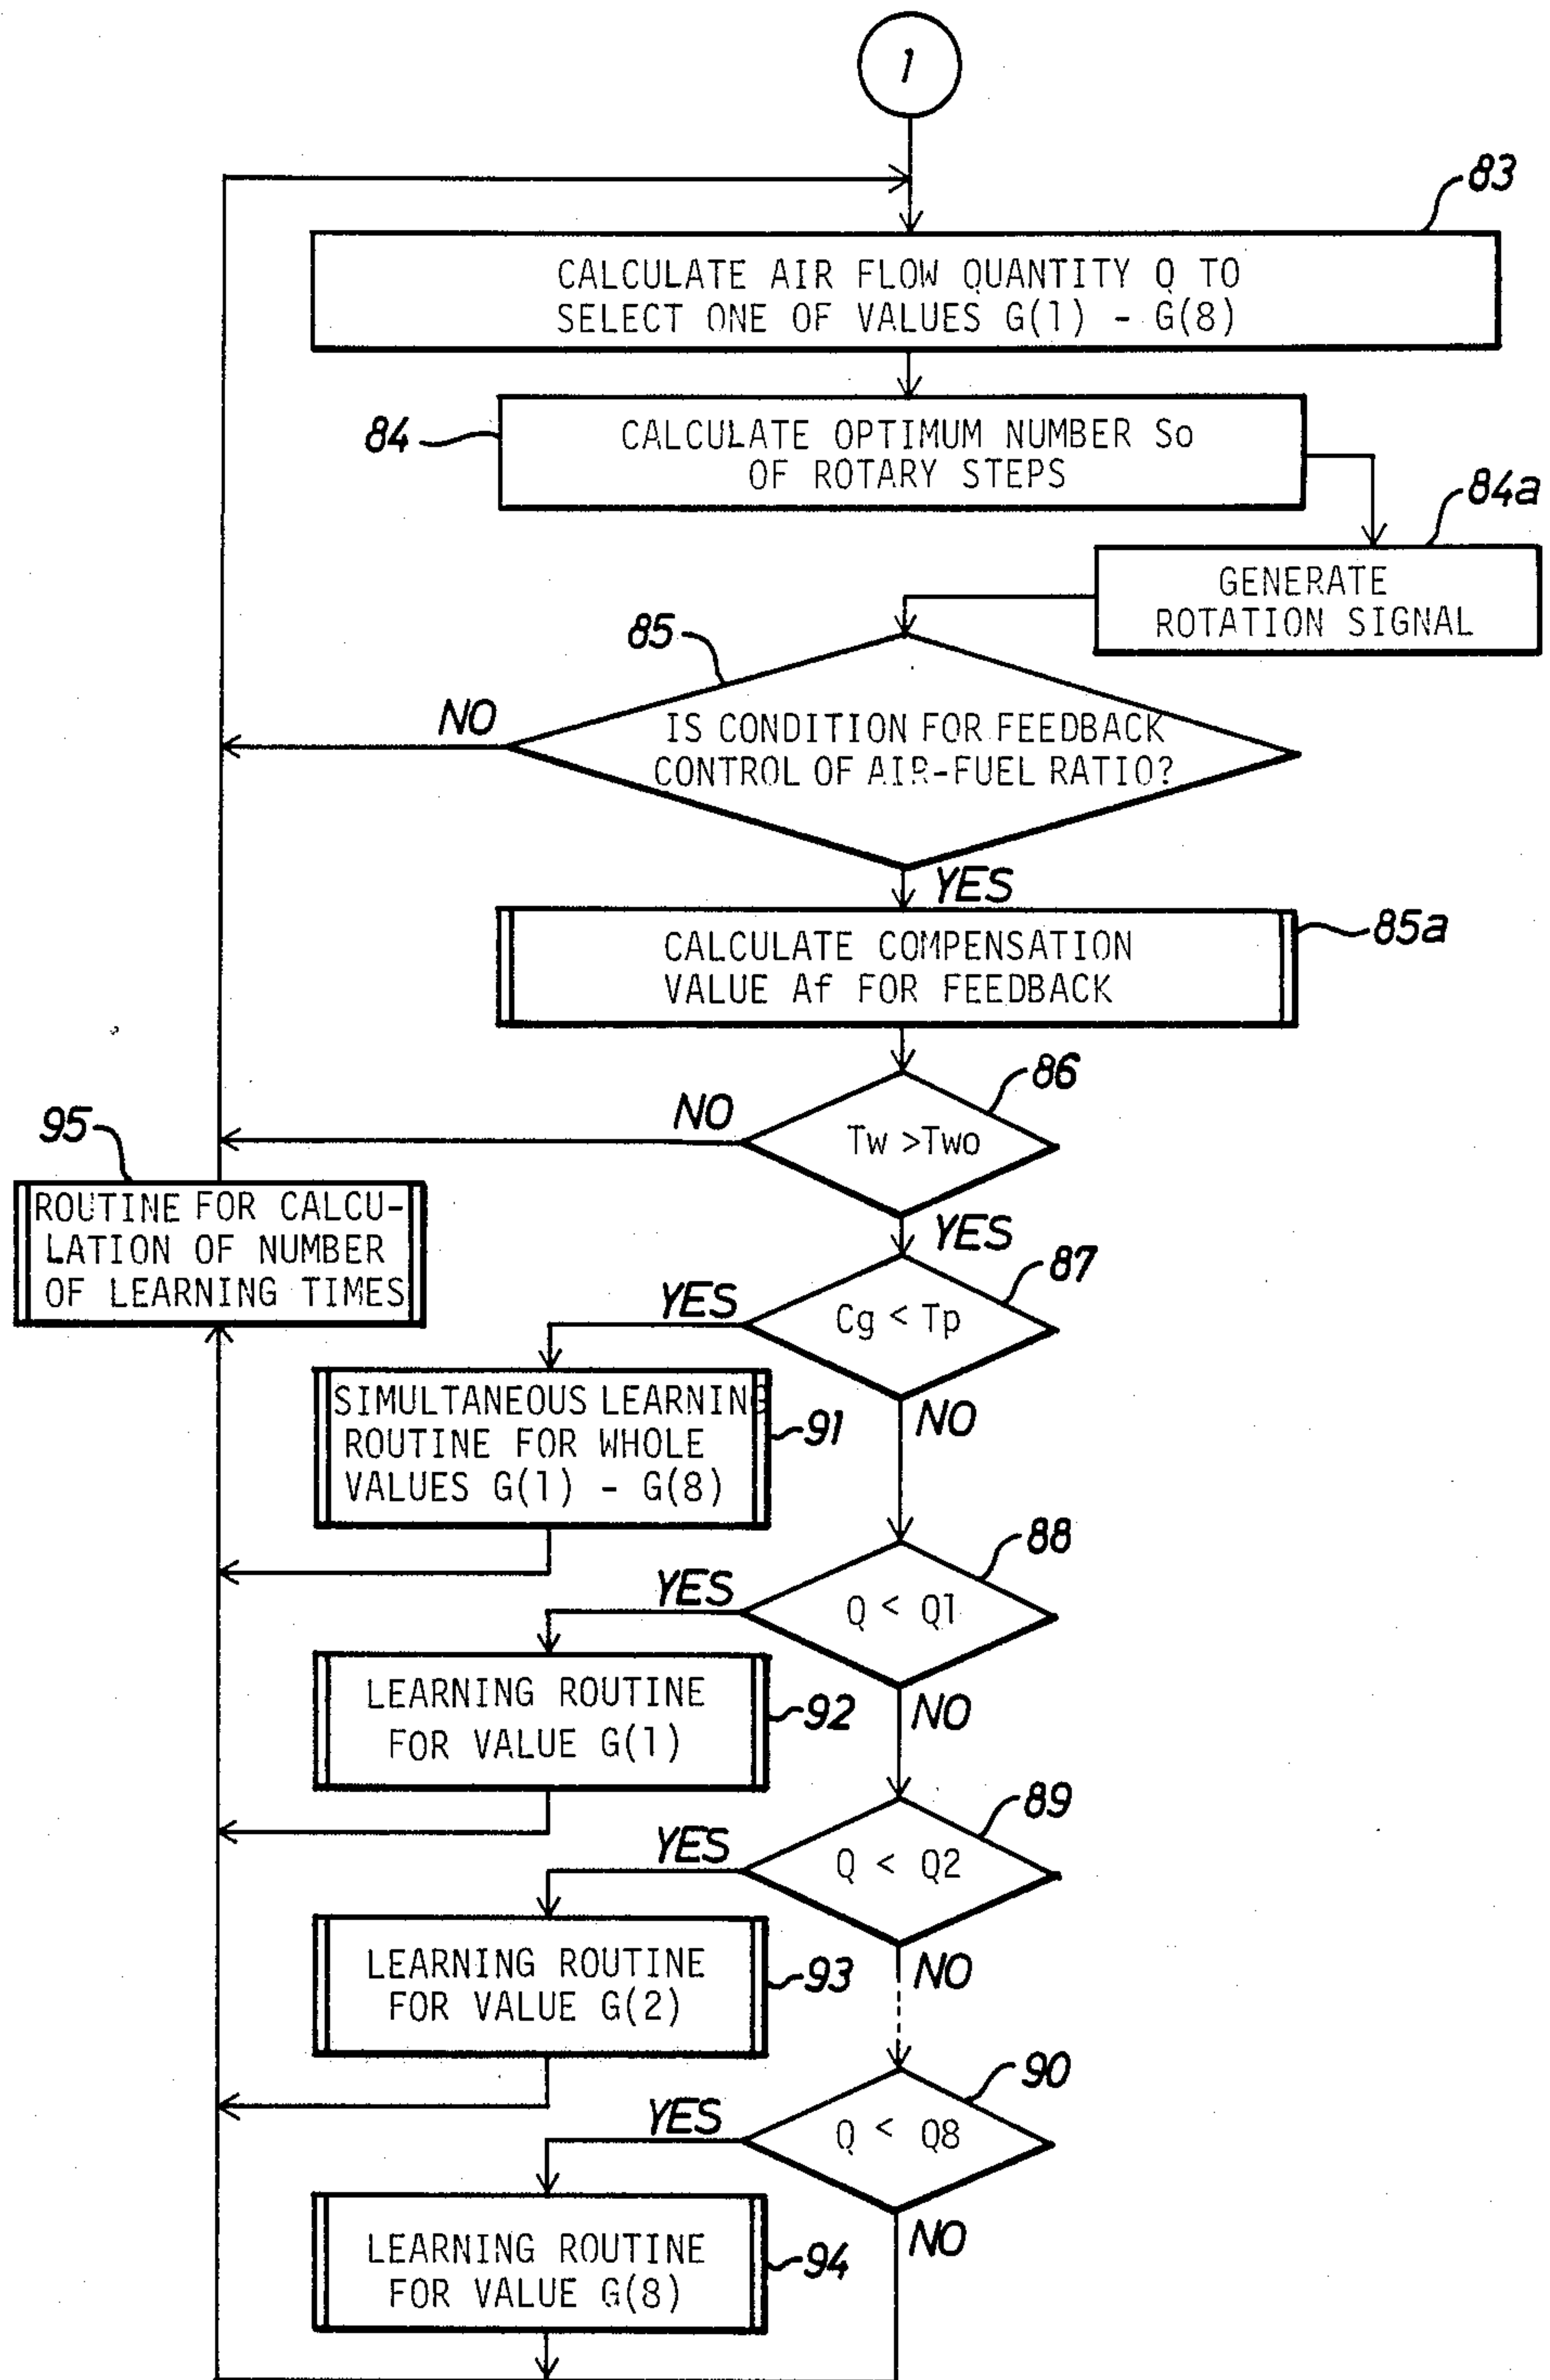 1
83
CALCULATE AIR FLOW QUANTITY Q TO
SELECT ONE OF VALUES G(1) - G(8)
84
CALCULATE OPTIMUM NUMBER So
OF ROTARY STEPS
84a
GENERATE
ROTATION SIGNAL
85
NO
IS CONDITION FOR FEEDBACK
CONTROL OF AIR-FUEL RATIO?
YES
85a
CALCULATE COMPENSATION
VALUE Af FOR FEEDBACK
86
NO
Tw >Two
YES
95
ROUTINE FOR CALCU-
LATION OF NUMBER
OF LEARNING TIMES
87
YES
Cg < Tp
NO
SIMULTANEOUS LEARNING
ROUTINE FOR WHOLE
VALUES G(1) - G(8)
91
88
YES
Q < Q1
NO
LEARNING ROUTINE
FOR VALUE G(1)
92
89
YES
Q < Q2
NO
LEARNING ROUTINE
FOR VALUE G(2)
93
90
YES
Q < Q8
NO
LEARNING ROUTINE
FOR VALUE G(8)
94